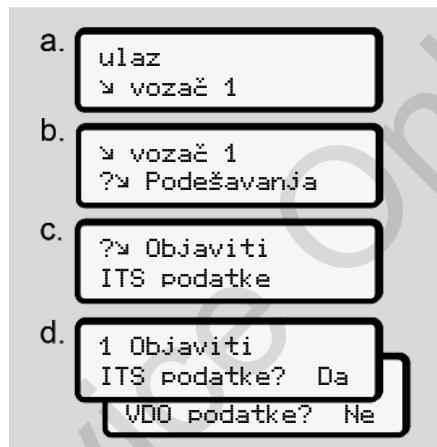 a.
ulaz
↘ vozač 1
b.
↘ vozač 1
?↘ Podešavanja
c.
?↘ Objaviti
ITS podatke
d.
1 Objaviti
ITS podatke? Da
VDO podatke? Ne